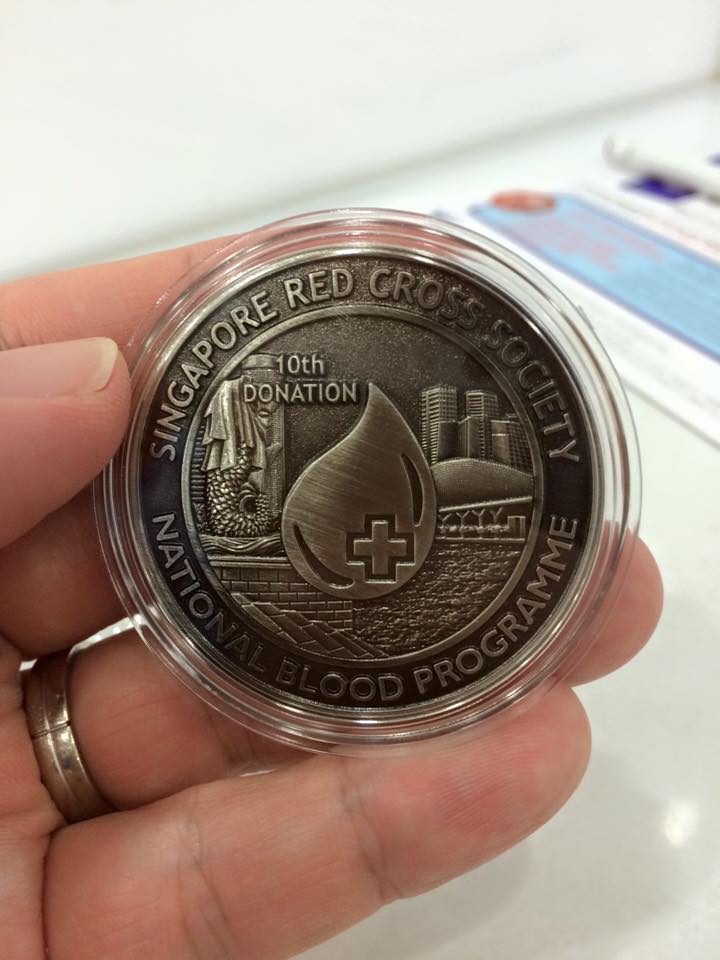 SINGAPORE RED CROSS SOCIETY
10th
DONATION
NATIONAL BLOOD PROGRAMME